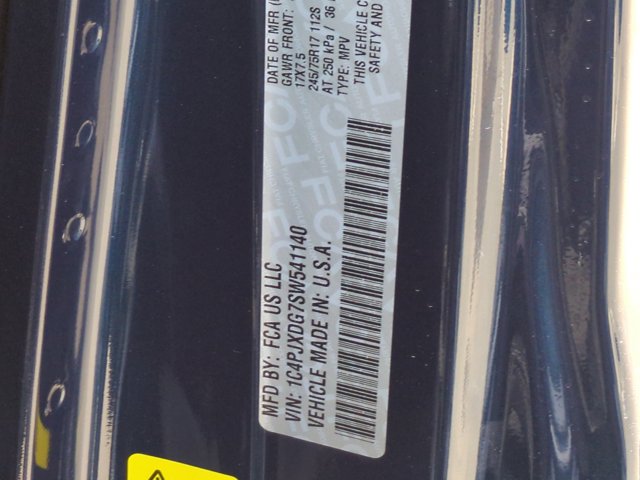 MFD BY: FCA US LLC
VIN: 1C4PJXDG7SW541140
VEHICLE MADE IN: U.S.A.
DATE OF MFR
GAWR FRONT:
17X7.5
245/75R17 112S
AT 250 kPa / 36
TYPE: MPV
THIS VEHICLE
SAFETY AND